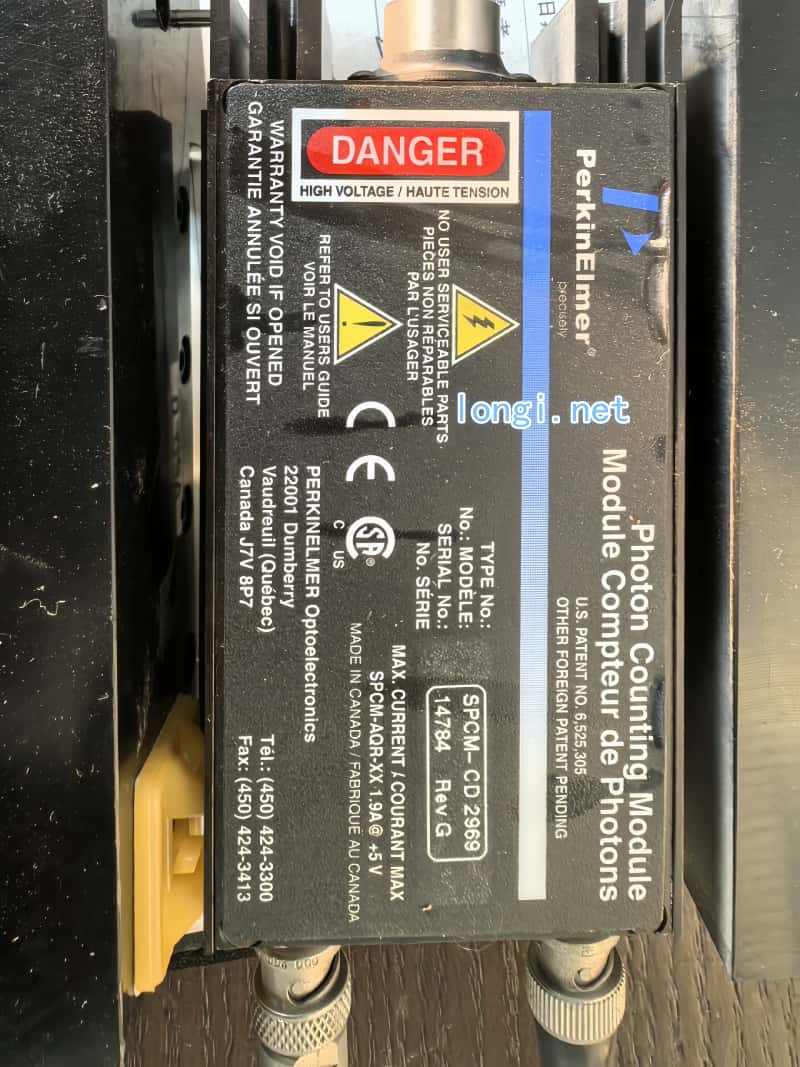 PerkinElmer®
precisely
Photon Counting Module
Module Compteur de Photons
U.S. PATENT NO. 6,525,305
OTHER FOREIGN PATENT PENDING
DANGER
HIGH VOLTAGE / HAUTE TENSION
NO USER SERVICEABLE PARTS
PIECES NON RÉPARABLES
PAR L'USAGER
REFER TO USERS GUIDE
VOIR LE MANUEL
WARRANTY VOID IF OPENED
GARANTIE ANNULÉE SI OUVERT
TYPE No.:
No.: MODÈLE:
SERIAL No.:
No. SÉRIE
SPCM-CD 2969
14784 Rev G
CE
SA®
C US
MAX. CURRENT / COURANT MAX
SPCM-AQR-XX 1.9A@ +5 V
MADE IN CANADA / FABRIQUE AU CANADA
PERKINELMER Optoelectronics
22001 Dumberry
Vaudreuil (Québec)
Canada J7V 8P7
Tél.: (450) 424-3300
Fax: (450) 424-3413
longi.net